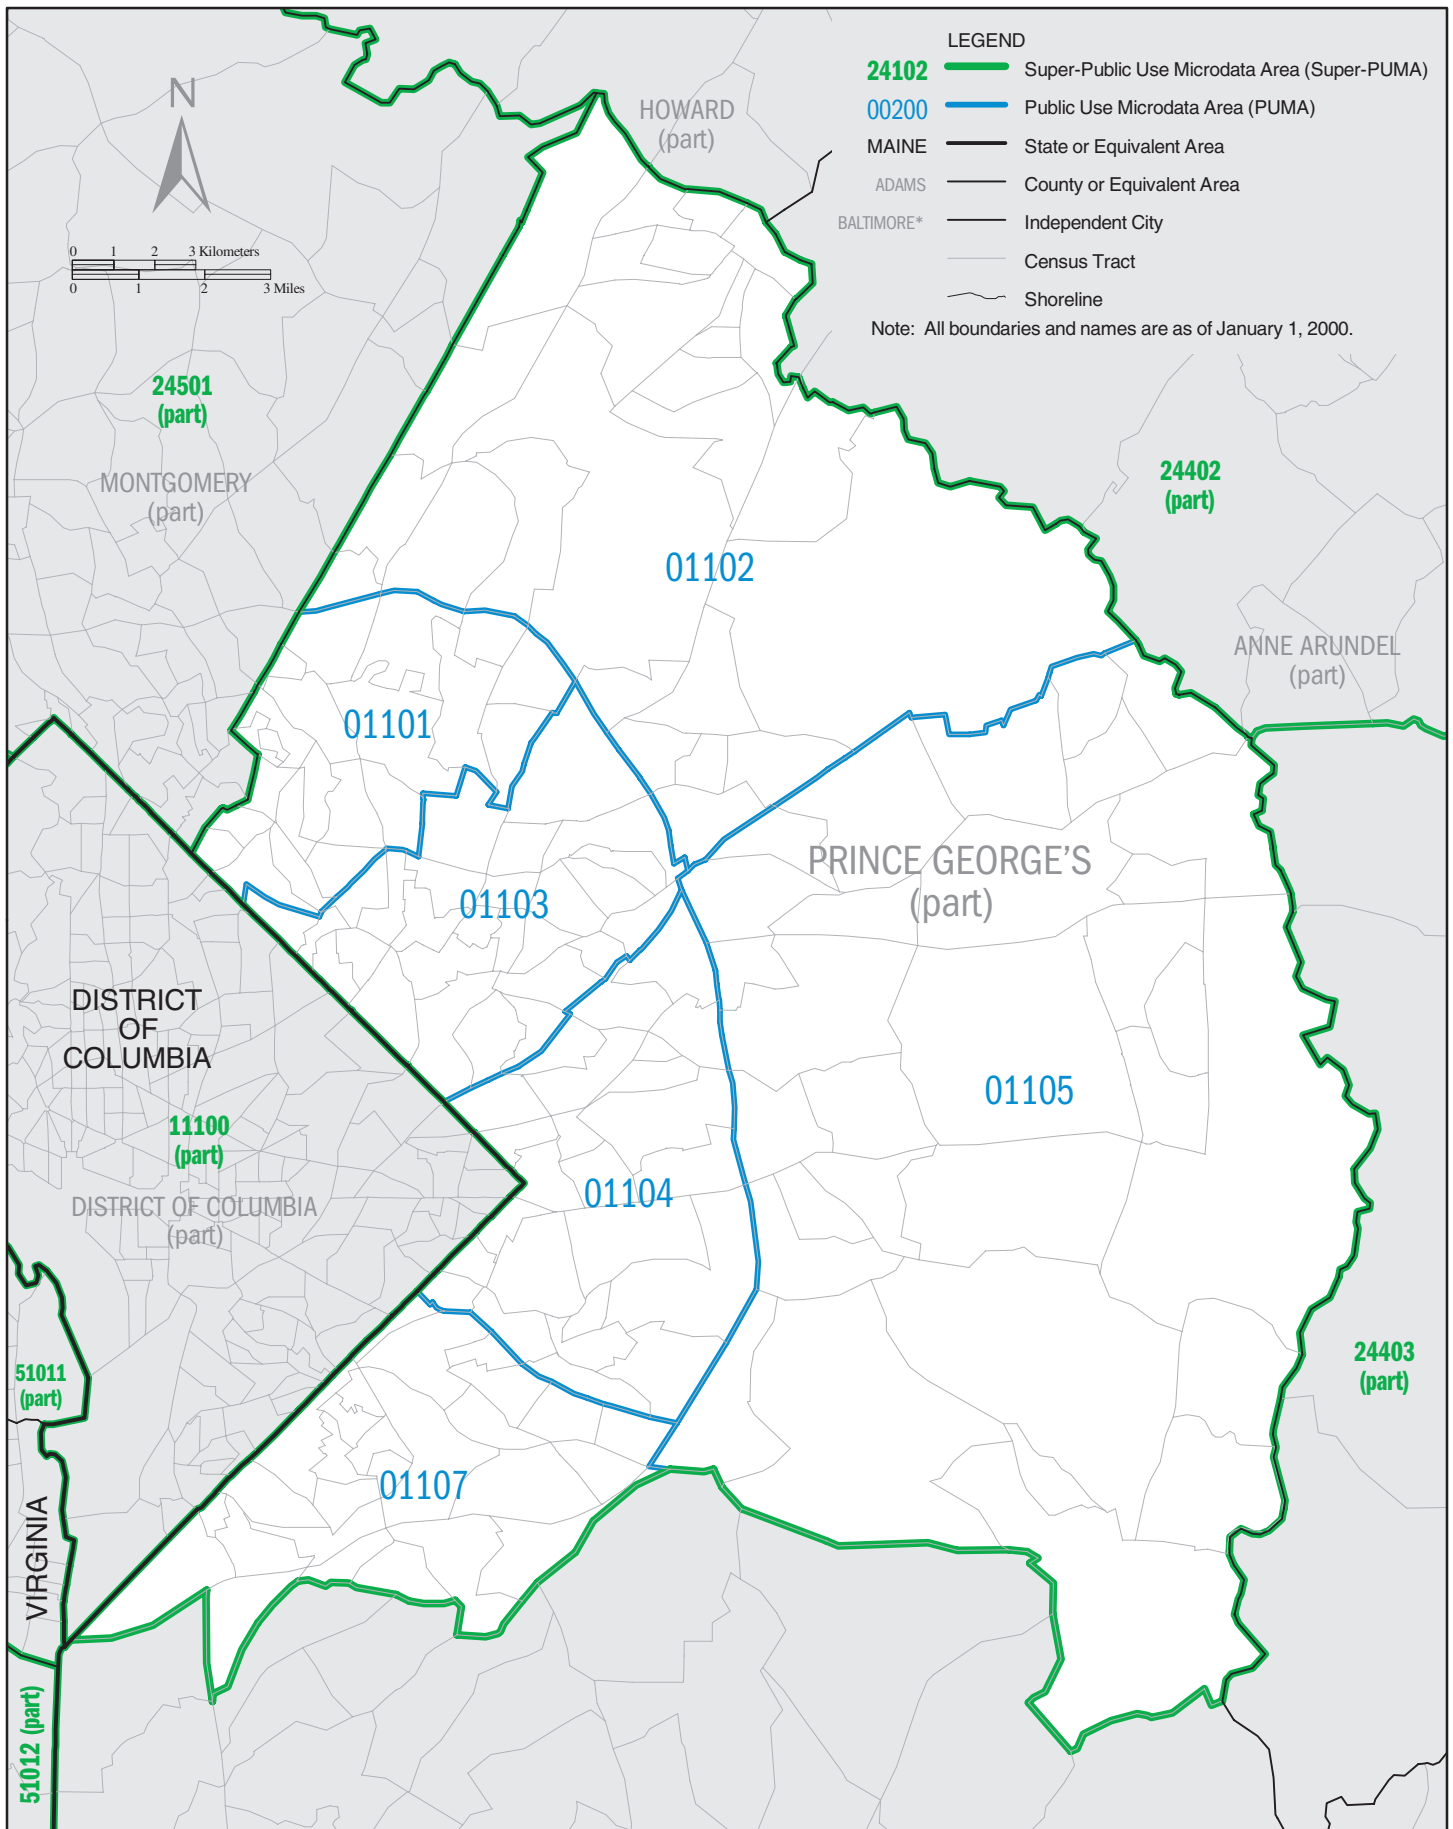 LEGEND
24102 Super-Public Use Microdata Area (Super-PUMA)
00200 Public Use Microdata Area (PUMA)
MAINE State or Equivalent Area
ADAMS County or Equivalent Area
BALTIMORE* Independent City
Census Tract
Shoreline
Note: All boundaries and names are as of January 1, 2000.
N
0 1 2 3 Kilometers
0 1 2 3 Miles
HOWARD
(part)
24501
(part)
MONTGOMERY
(part)
24402
(part)
01102
ANNE ARUNDEL
(part)
01101
PRINCE GEORGE'S
(part)
01103
DISTRICT
OF
COLUMBIA
01105
11100
(part)
DISTRICT OF COLUMBIA
(part)
01104
51011
(part)
24403
(part)
01107
VIRGINIA
51012 (part)